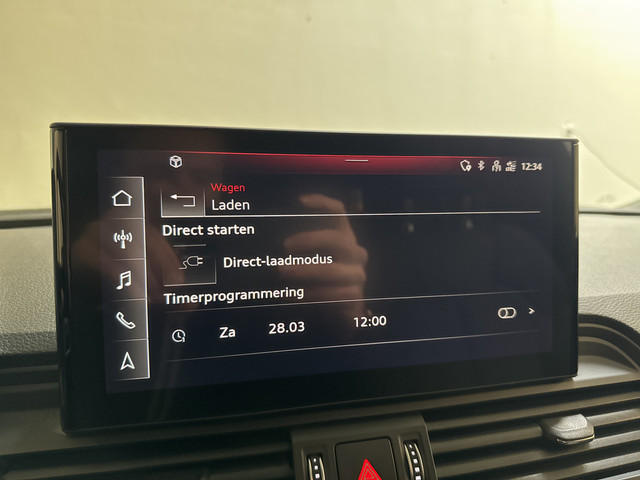 12:34
Wagen
Laden
Direct starten
Direct-laadmodus
Timerprogrammering
Za 28.03 12:00